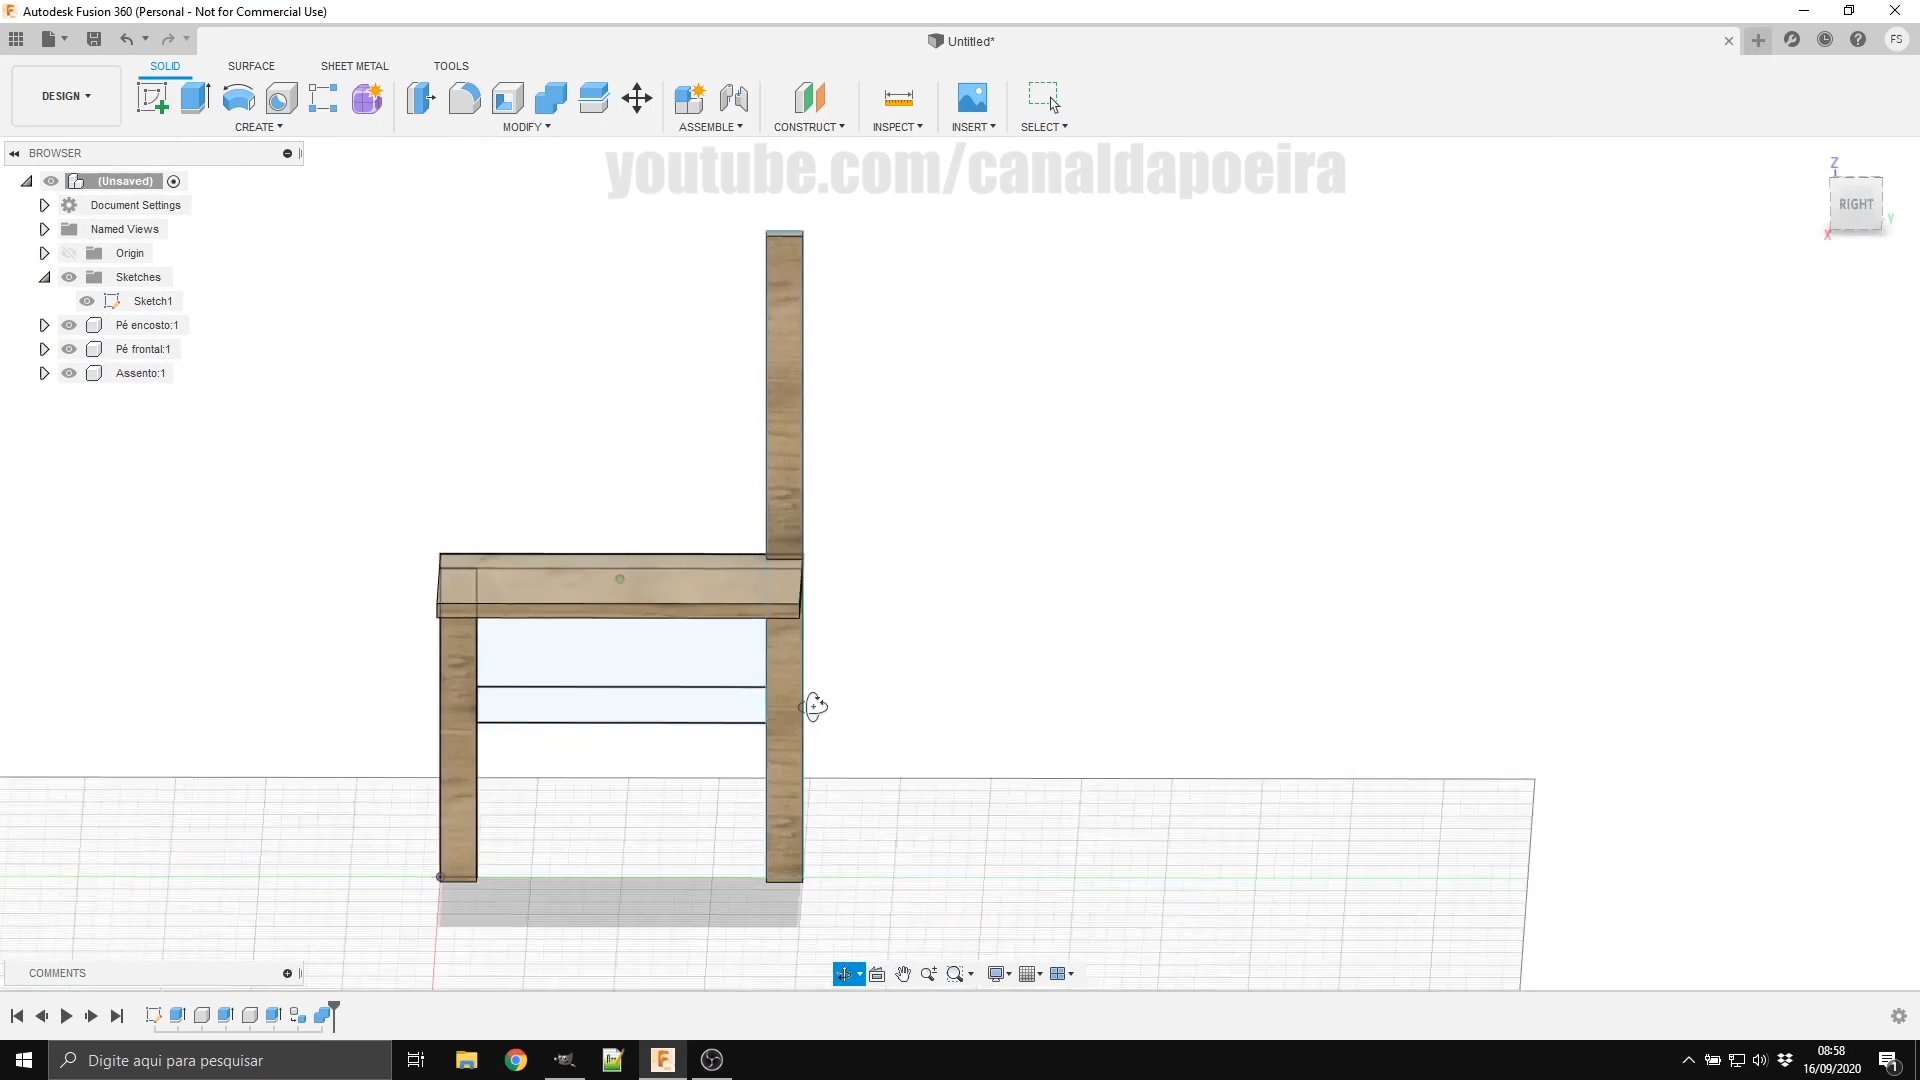 Autodesk Fusion 360 (Personal - Not for Commercial Use)
Untitled*
FS
DESIGN
SOLID
SURFACE
SHEET METAL
TOOLS
CREATE
MODIFY
ASSEMBLE
CONSTRUCT
INSPECT
INSERT
SELECT
BROWSER
youtube.com/canaldapoeira
(Unsaved)
Document Settings
Named Views
Origin
Sketches
Sketch1
Pé encosto:1
Pé frontal:1
Assento:1
Z
RIGHT
Y
X
COMMENTS
Digite aqui para pesquisar
08:58
16/09/2020
1